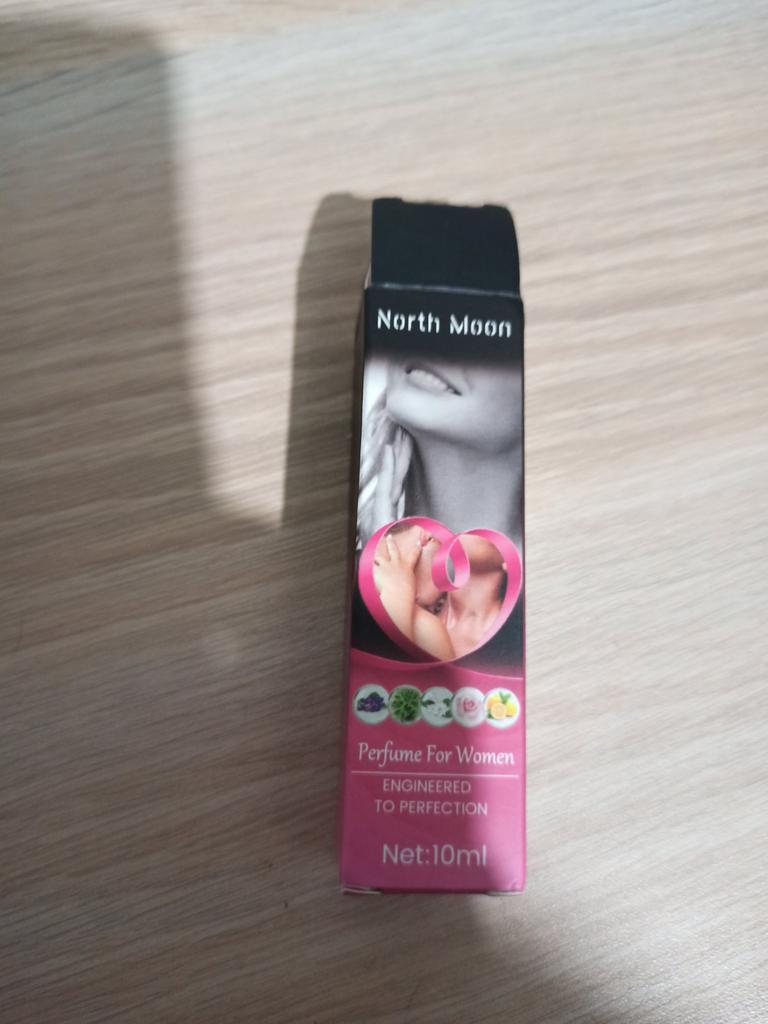 North Moon
Perfume For Women
ENGINEERED
TO PERFECTION
Net:10ml